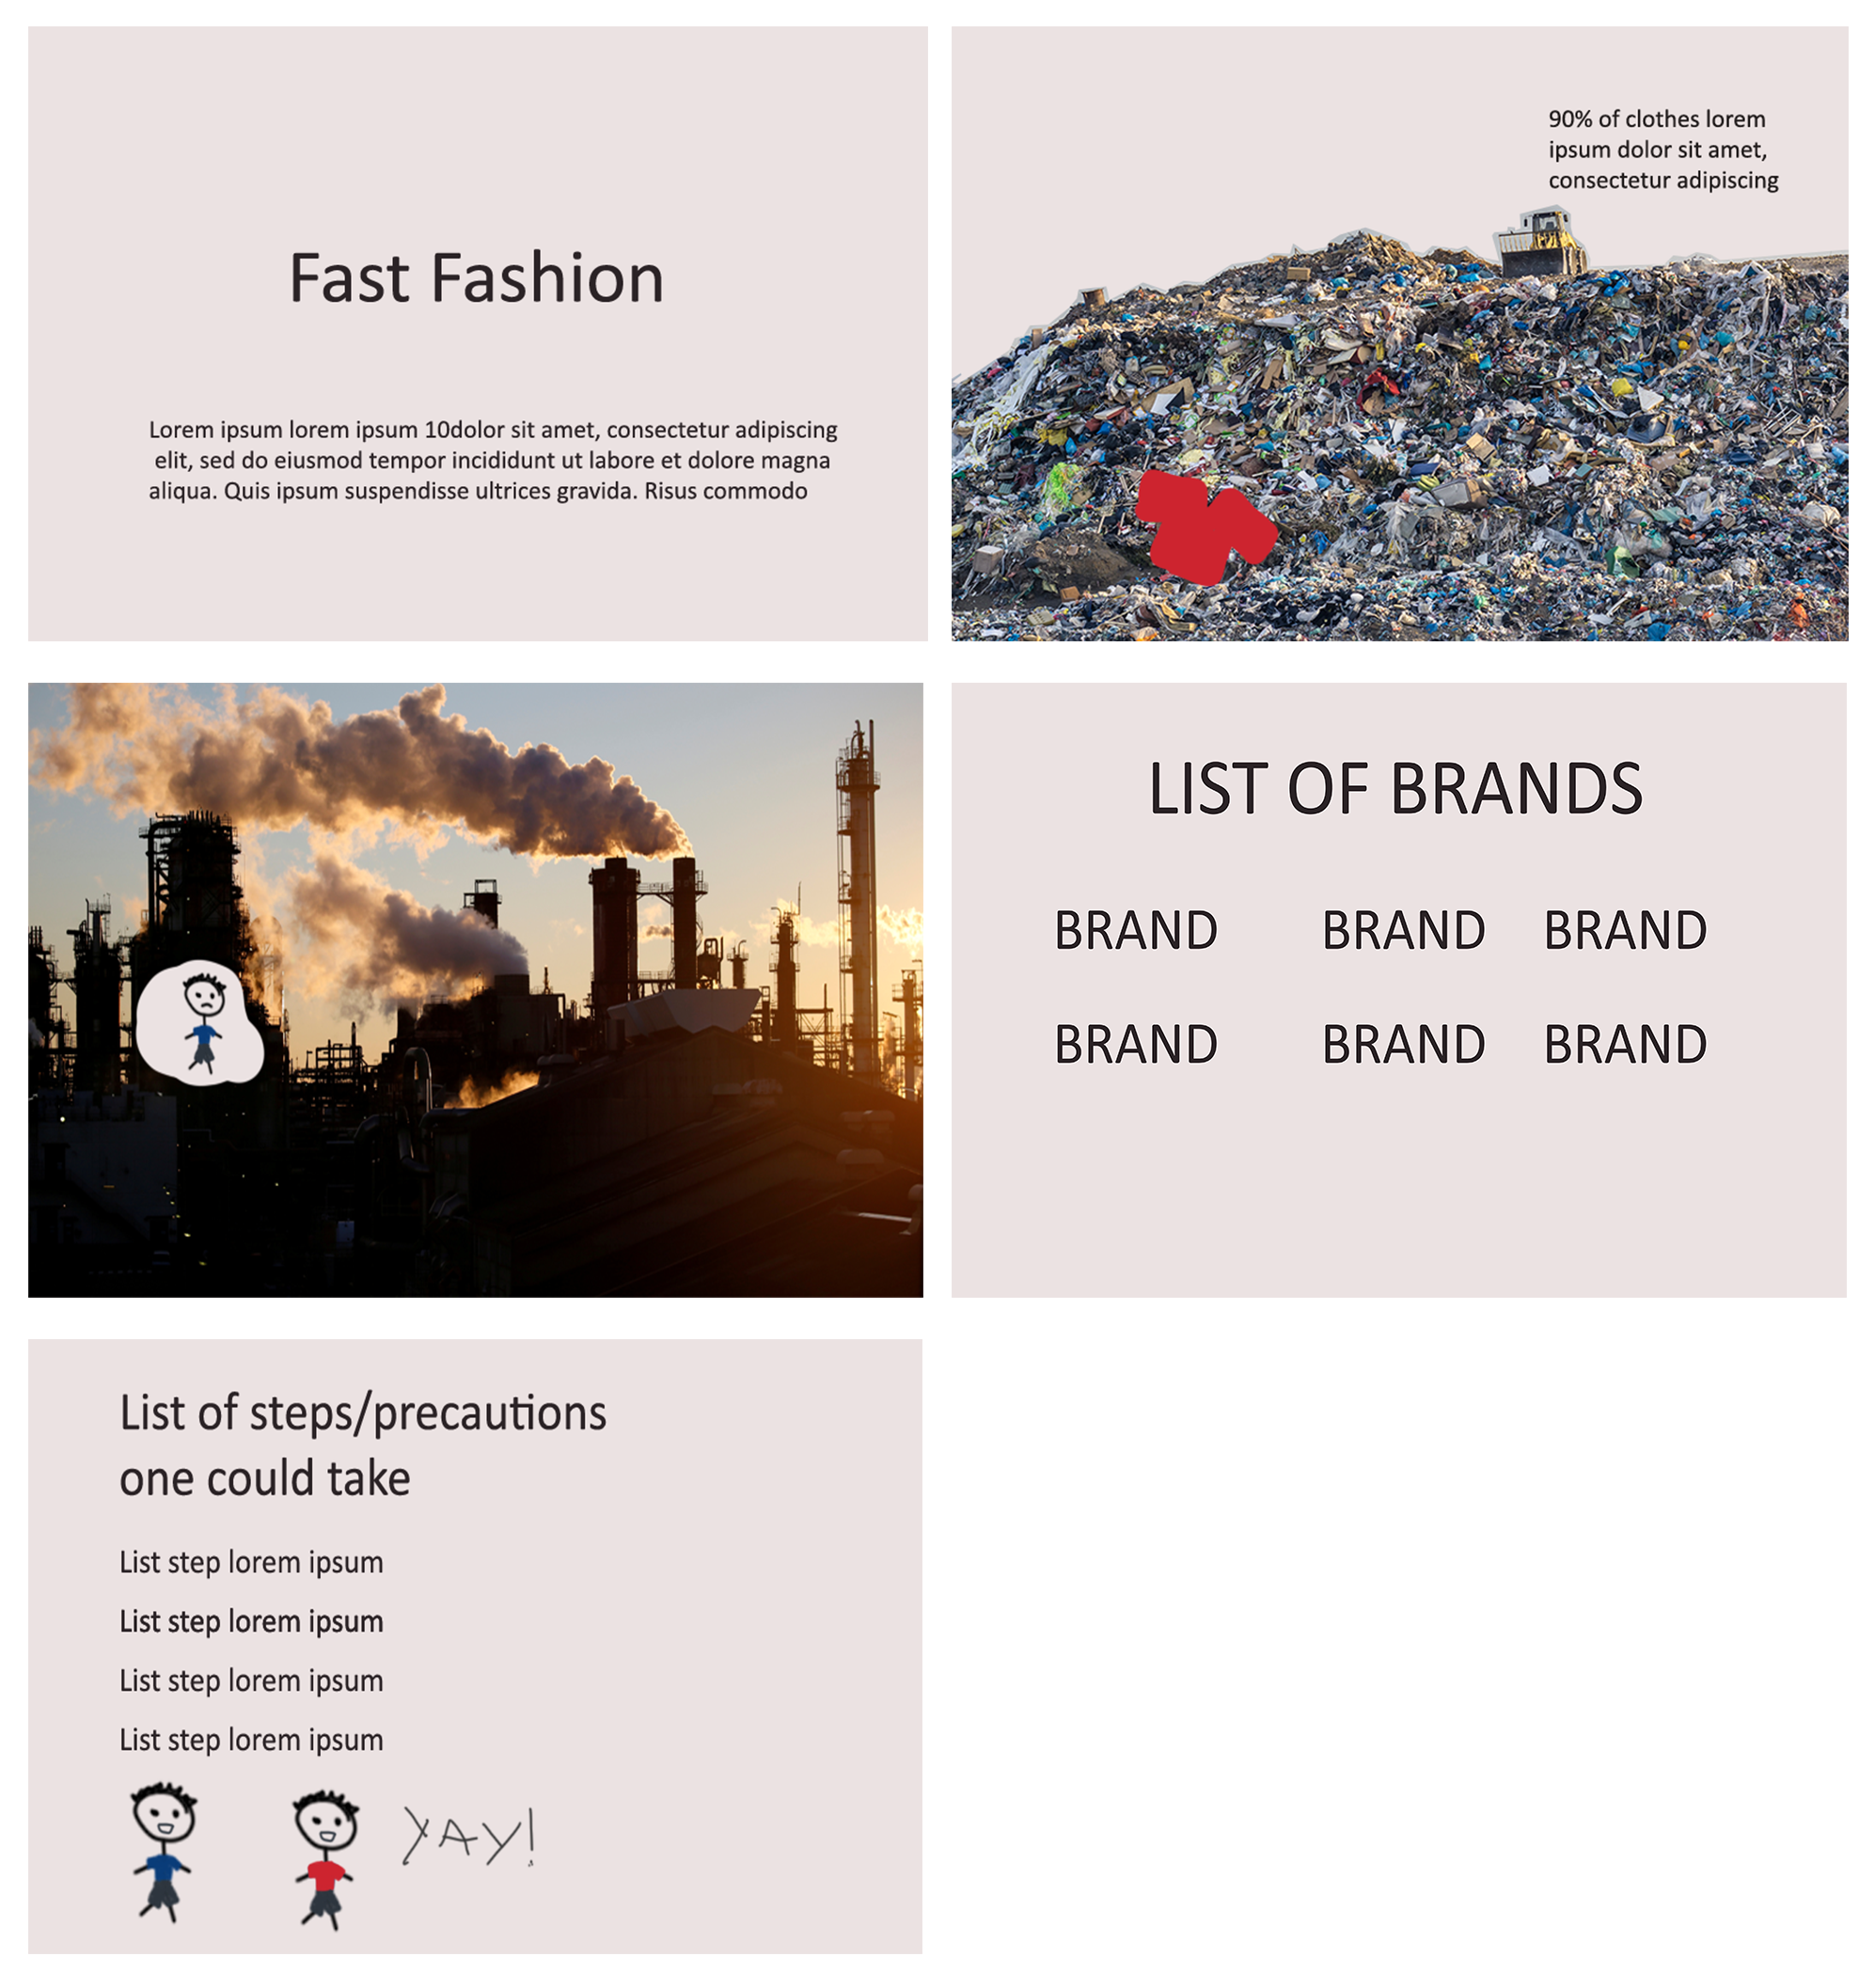 Fast Fashion
Lorem ipsum lorem ipsum 10dolor sit amet, consectetur adipiscing
elit, sed do eiusmod tempor incididunt ut labore et dolore magna
aliqua. Quis ipsum suspendisse ultrices gravida. Risus commodo
90% of clothes lorem
ipsum dolor sit amet,
consectetur adipiscing
LIST OF BRANDS
BRAND BRAND BRAND
BRAND BRAND BRAND
List of steps/precautions
one could take
List step lorem ipsum
List step lorem ipsum
List step lorem ipsum
List step lorem ipsum
YAY!